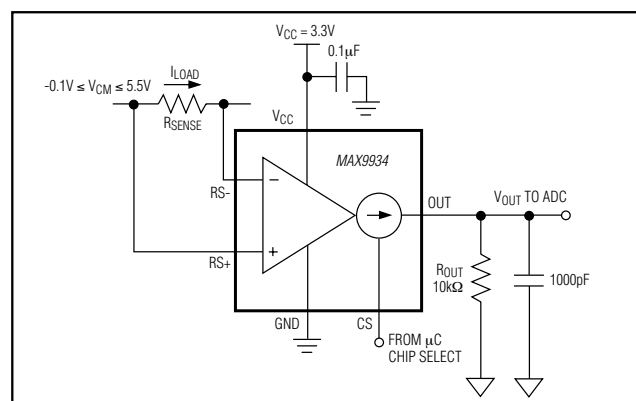 V_CC = 3.3V
0.1µF
-0.1V ≤ V_CM ≤ 5.5V
I_LOAD
R_SENSE
V_CC
MAX9934
RS-
OUT
V_OUT TO ADC
RS+
R_OUT
10kΩ
1000pF
GND
CS
FROM µC
CHIP SELECT